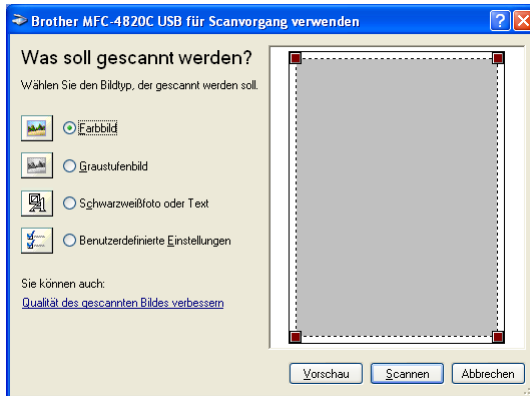 Brother MFC-4820C USB für Scanvorgang verwenden
Was soll gescannt werden?
Wählen Sie den Bildtyp, der gescannt werden soll.
Farbbild
Graustufenbild
Schwarzweißfoto oder Text
Benutzerdefinierte Einstellungen
Sie können auch:
Qualität des gescannten Bildes verbessern
Vorschau
Scannen
Abbrechen